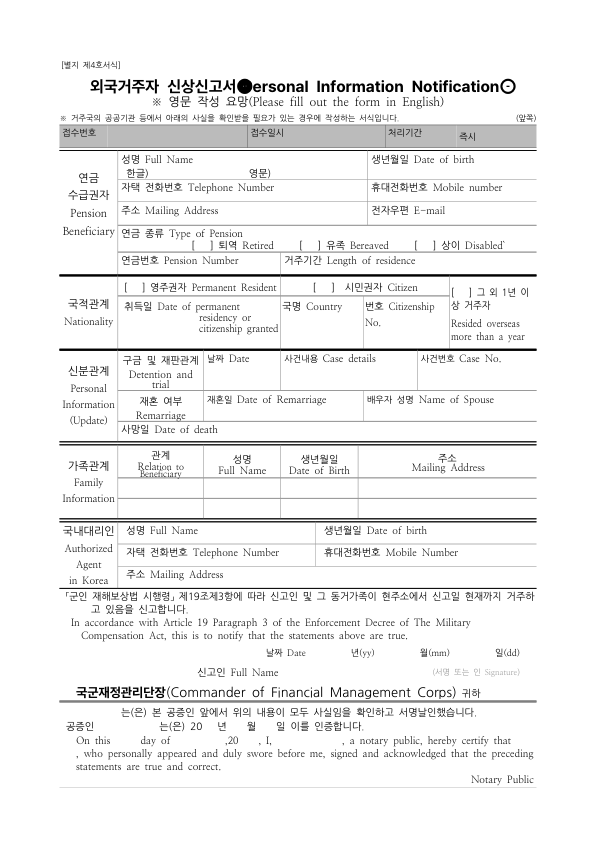 [별지 제4호서식]
외국거주자 신상신고서(Personal Information Notification)
※ 영문 작성 요망(Please fill out the form in English)
※ 거주국의 공공기관 등에서 아래의 사실을 확인받을 필요가 있는 경우에 작성하는 서식입니다. (앞쪽)
접수번호 접수일시 처리기간 즉시
연금
수급권자
Pension
Beneficiary
성명 Full Name
한글) 영문)
생년월일 Date of birth
자택 전화번호 Telephone Number
휴대전화번호 Mobile number
주소 Mailing Address
전자우편 E-mail
연금 종류 Type of Pension
[ ] 퇴역 Retired [ ] 유족 Bereaved [ ] 상이 Disabled`
연금번호 Pension Number
거주기간 Length of residence
국적관계
Nationality
[ ] 영주권자 Permanent Resident
[ ] 시민권자 Citizen
[ ] 그 외 1년 이
상 거주자
Resided overseas
more than a year
취득일 Date of permanent
residency or
citizenship granted
국명 Country
번호 Citizenship
No.
신분관계
Personal
Information
(Update)
구금 및 재판관계
Detention and
trial
날짜 Date
사건내용 Case details
사건번호 Case No.
재혼 여부
Remarriage
재혼일 Date of Remarriage
배우자 성명 Name of Spouse
사망일 Date of death
가족관계
Family
Information
관계
Relation to
Beneficiary
성명
Full Name
생년월일
Date of Birth
주소
Mailing Address
국내대리인
Authorized
Agent
in Korea
성명 Full Name
생년월일 Date of birth
자택 전화번호 Telephone Number
휴대전화번호 Mobile Number
주소 Mailing Address
「군인 재해보상법 시행령」 제19조제3항에 따라 신고인 및 그 동거가족이 현주소에서 신고일 현재까지 거주하
고 있음을 신고합니다.
In accordance with Article 19 Paragraph 3 of the Enforcement Decree of The Military
Compensation Act, this is to notify that the statements above are true.
날짜 Date 년(yy) 월(mm) 일(dd)
신고인 Full Name (서명 또는 인 Signature)
국군재정관리단장(Commander of Financial Management Corps) 귀하
는(은) 본 공증인 앞에서 위의 내용이 모두 사실임을 확인하고 서명날인했습니다.
공증인 는(은) 20 년 월 일 이를 인증합니다.
On this day of ,20 , I, , a notary public, hereby certify that
, who personally appeared and duly swore before me, signed and acknowledged that the preceding
statements are true and correct.
Notary Public